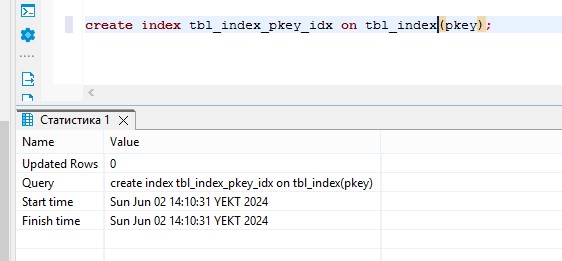 create index tbl_index_pkey_idx on tbl_index(pkey);
Статистика 1
Name Value
Updated Rows 0
Query create index tbl_index_pkey_idx on tbl_index(pkey)
Start time Sun Jun 02 14:10:31 YEKT 2024
Finish time Sun Jun 02 14:10:31 YEKT 2024